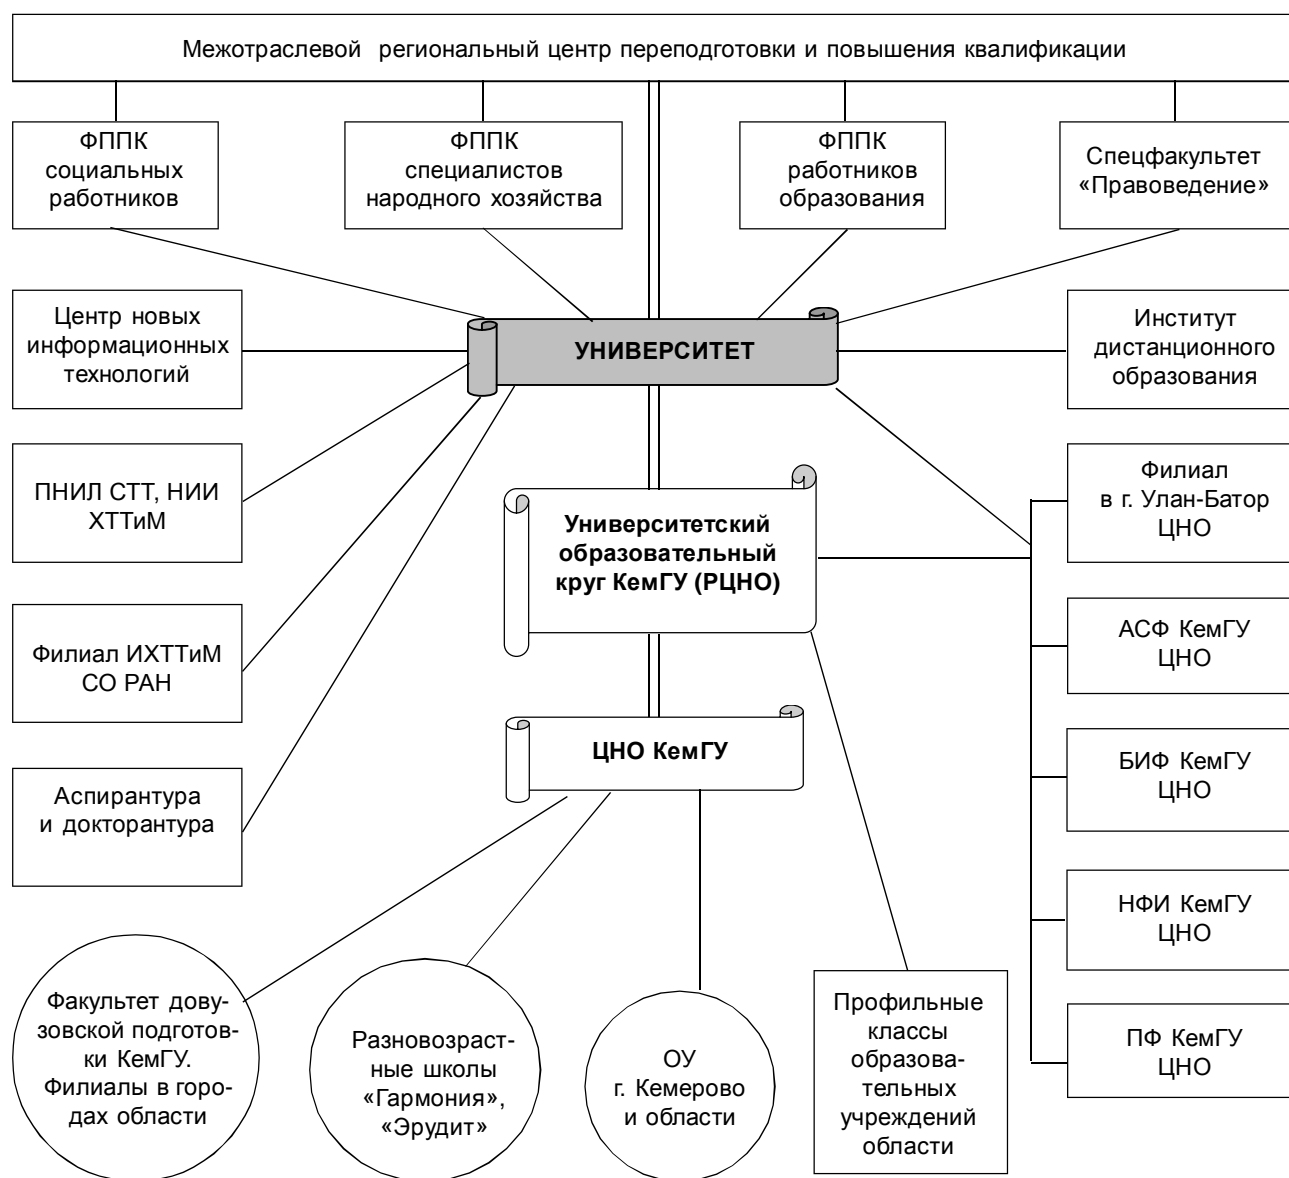 Межотраслевой региональный центр переподготовки и повышения квалификации
ФППК
социальных
работников
ФППК
специалистов
народного хозяйства
ФППК
работников
образования
Спецфакультет
«Правоведение»
Центр новых
информационных
технологий
УНИВЕРСИТЕТ
Институт
дистанционного
образования
ПНИЛ СТТ, НИИ
ХТТиМ
Университетский
образовательный
круг КемГУ (РЦНО)
Филиал
в г. Улан-Батор
ЦНО
Филиал ИХТТиМ
СО РАН
АСФ КемГУ
ЦНО
ЦНО КемГУ
БИФ КемГУ
ЦНО
Аспирантура
и докторантура
НФИ КемГУ
ЦНО
Факультет дову-
зовской подготов-
ки КемГУ.
Филиалы в горо-
дах области
Разновозраст-
ные школы
«Гармония»,
«Эрудит»
ОУ
г. Кемерово
и области
Профильные
классы
образова-
тельных
учреждений
области
ПФ КемГУ
ЦНО